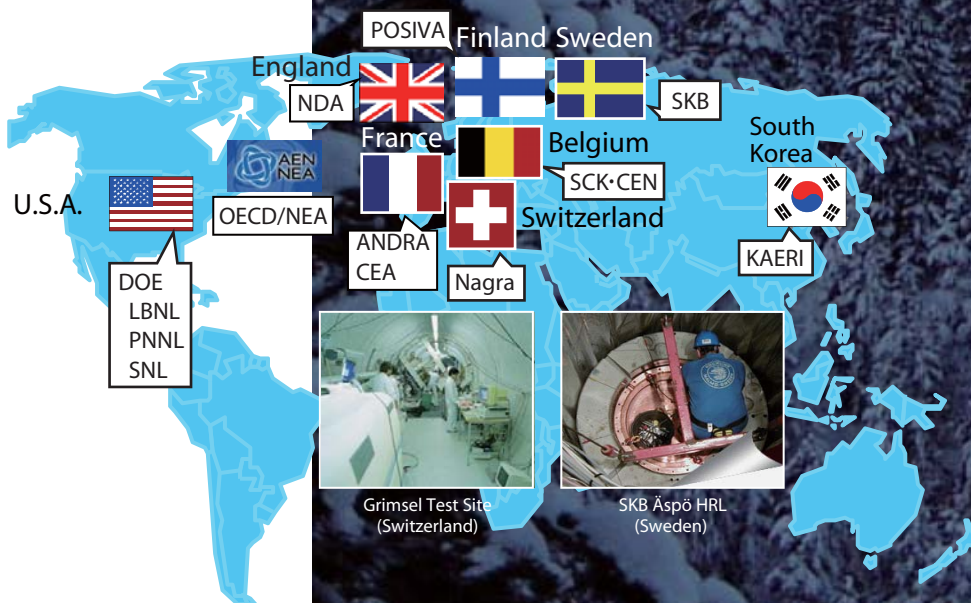 POSIVA
Finland
Sweden
England
NDA
SKB
France
Belgium
South
Korea
AEN
NEA
SCK•CEN
U.S.A.
OECD/NEA
Switzerland
ANDRA
CEA
Nagra
KAERI
DOE
LBNL
PNNL
SNL
Grimsel Test Site
(Switzerland)
SKB Äspö HRL
(Sweden)